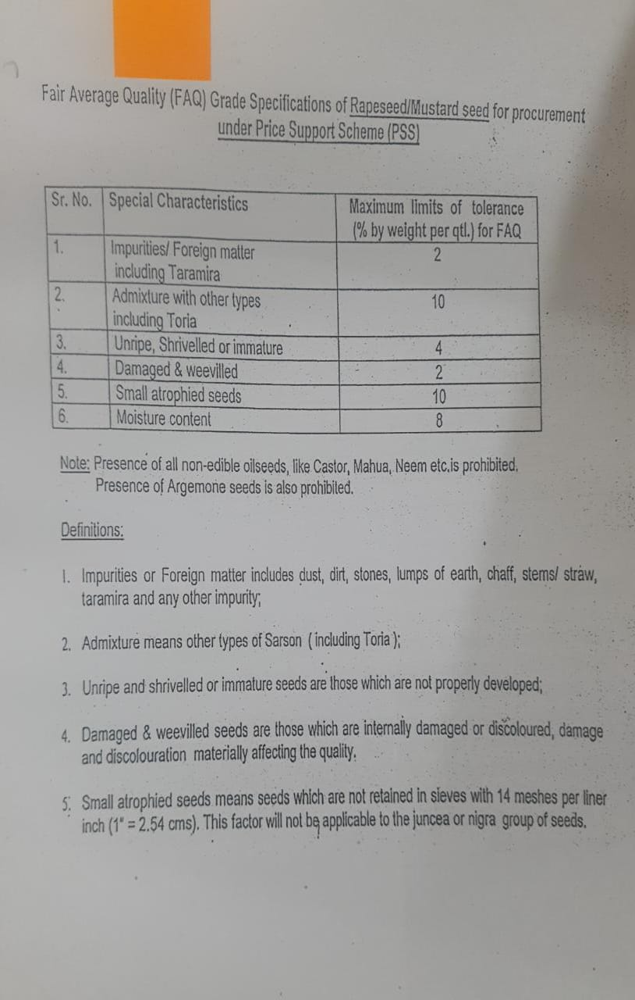 Fair Average Quality (FAQ) Grade Specifications of Rapeseed/Mustard seed for procurement
under Price Support Scheme (PSS)
Sr. No. Special Characteristics Maximum limits of tolerance
(% by weight per qtl.) for FAQ
1. Impurities/ Foreign matter 2
including Taramira
2. Admixture with other types 10
including Toria
3. Unripe, Shrivelled or immature 4
4. Damaged & weevilled 2
5. Small atrophied seeds 10
6. Moisture content 8
Note: Presence of all non-edible oilseeds, like Castor, Mahua, Neem etc.is prohibited.
Presence of Argemone seeds is also prohibited.
Definitions:
1. Impurities or Foreign matter includes dust, dirt, stones, lumps of earth, chaff, stems/ straw,
taramira and any other impurity;
2. Admixture means other types of Sarson (including Toria);
3. Unripe and shrivelled or immature seeds are those which are not properly developed;
4. Damaged & weevilled seeds are those which are internally damaged or discoloured, damage
and discolouration materially affecting the quality.
5. Small atrophied seeds means seeds which are not retained in sieves with 14 meshes per liner
inch (1" = 2.54 cms). This factor will not be applicable to the juncea or nigra group of seeds.